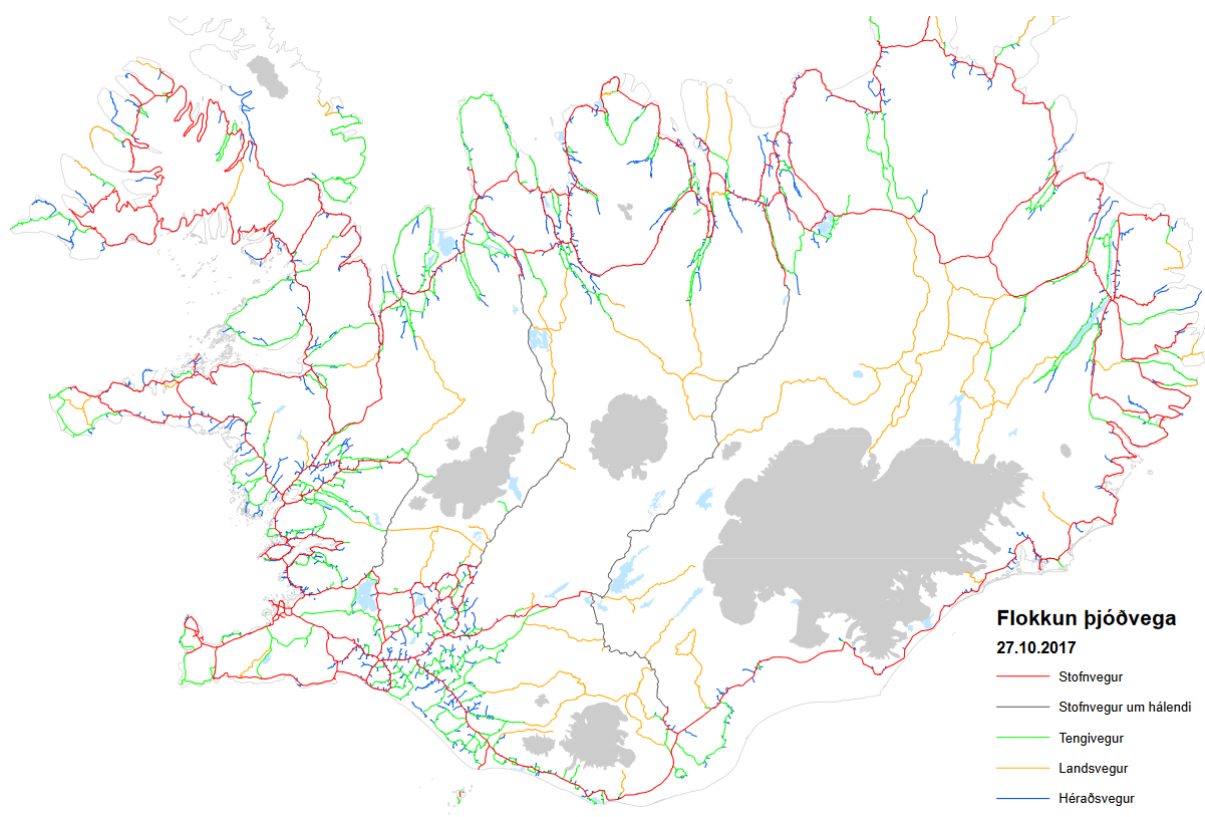 Flokkun þjóðvega
27.10.2017
Stofnvegur
Stofnvegur um hálendi
Tengivegur
Landsvegur
Héraðsvegur